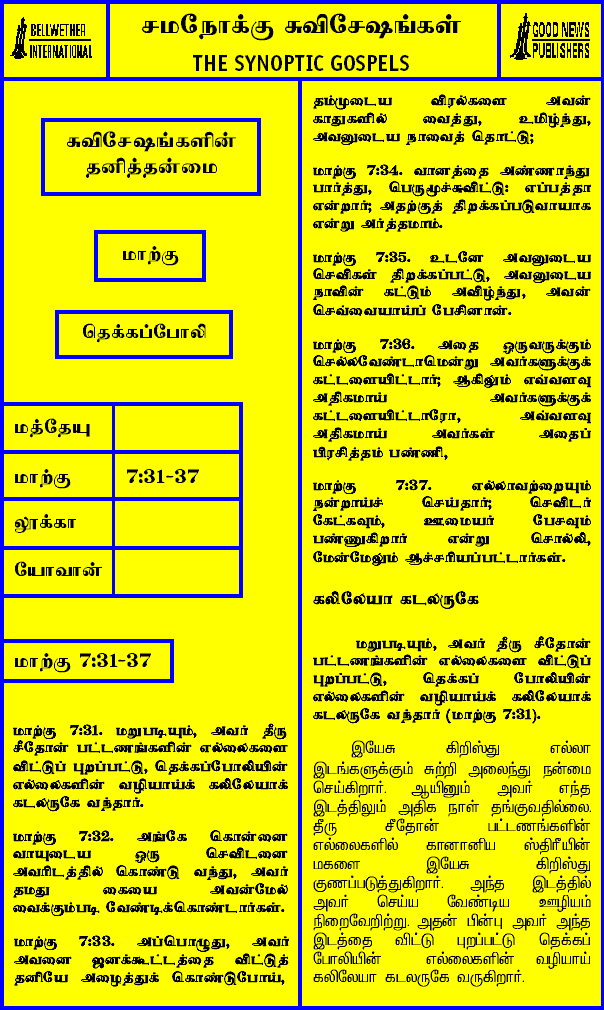 BELLWETHER
INTERNATIONAL
சமநோக்கு சுவிசேஷங்கள்
THE SYNOPTIC GOSPELS
GOOD NEWS
PUBLISHERS
சுவிசேஷங்களின்
தனித்தன்மை
மாற்கு
தெக்கப்போலி
மத்தேயு
மாற்கு 7:31-37
லூக்கா
யோவான்
மாற்கு 7:31-37
மாற்கு 7:31. மறுபடியும், அவர் தீரு
சீதோன் பட்டணங்களின் எல்லைகளை
விட்டுப் புறப்பட்டு, தெக்கப்போலியின்
எல்லைகளின் வழியாய்க் கலிலேயாக்
கடலருகே வந்தார்.
மாற்கு 7:32. அங்கே கொன்னை
வாயுடைய ஒரு செவிடனை
அவரிடத்தில் கொண்டு வந்து, அவர்
தமது கையை அவன்மேல்
வைக்கும்படி வேண்டிக்கொண்டார்கள்.
மாற்கு 7:33. அப்பொழுது, அவர்
அவனை ஜனக்கூட்டத்தை விட்டுத்
தனியே அழைத்துக் கொண்டுபோய்,
தம்முடைய விரல்களை அவன்
காதுகளில் வைத்து, உமிழ்ந்து,
அவனுடைய நாவைத் தொட்டு;
மாற்கு 7:34. வானத்தை அண்ணாந்து
பார்த்து, பெருமூச்சுவிட்டு: எப்பத்தா
என்றார்; அதற்குத் திறக்கப்படுவாயாக
என்று அர்த்தமாம்.
மாற்கு 7:35. உடனே அவனுடைய
செவிகள் திறக்கப்பட்டு, அவனுடைய
நாவின் கட்டும் அவிழ்ந்து, அவன்
செவ்வையாய்ப் பேசினான்.
மாற்கு 7:36. அதை ஒருவருக்கும்
சொல்லவேண்டாமென்று அவர்களுக்குக்
கட்டளையிட்டார்; ஆகிலும் எவ்வளவு
அதிகமாய் அவர்களுக்குக்
கட்டளையிட்டாரோ, அவ்வளவு
அதிகமாய் அவர்கள் அதைப்
பிரசித்தம் பண்ணி,
மாற்கு 7:37. எல்லாவற்றையும்
நன்றாய்ச் செய்தார்; செவிடர்
கேட்கவும், ஊமையர் பேசவும்
பண்ணுகிறார் என்று சொல்லி,
மேன்மேலும் ஆச்சரியப்பட்டார்கள்.
கலிலேயா கடலருகே
மறுபடியும், அவர் தீரு சீதோன்
பட்டணங்களின் எல்லைகளை விட்டுப்
புறப்பட்டு, தெக்கப் போலியின்
எல்லைகளின் வழியாய்க் கலிலேயாக்
கடலருகே வந்தார் (மாற்கு 7:31).
இயேசு கிறிஸ்து எல்லா
இடங்களுக்கும் சுற்றி அலைந்து நன்மை
செய்கிறார். ஆயினும் அவர் எந்த
இடத்திலும் அதிக நாள் தங்குவதில்லை.
தீரு சீதோன் பட்டணங்களின்
எல்லைகளில் கானானிய ஸ்திரீயின்
மகளை இயேசு கிறிஸ்து
குணப்படுத்துகிறார். அந்த இடத்தில்
அவர் செய்ய வேண்டிய ஊழியம்
நிறைவேறிற்று. அதன் பின்பு அவர் அந்த
இடத்தை விட்டு புறப்பட்டு தெக்கப்
போலியின் எல்லைகளின் வழியாய்
கலிலேயா கடலருகே வருகிறார்.